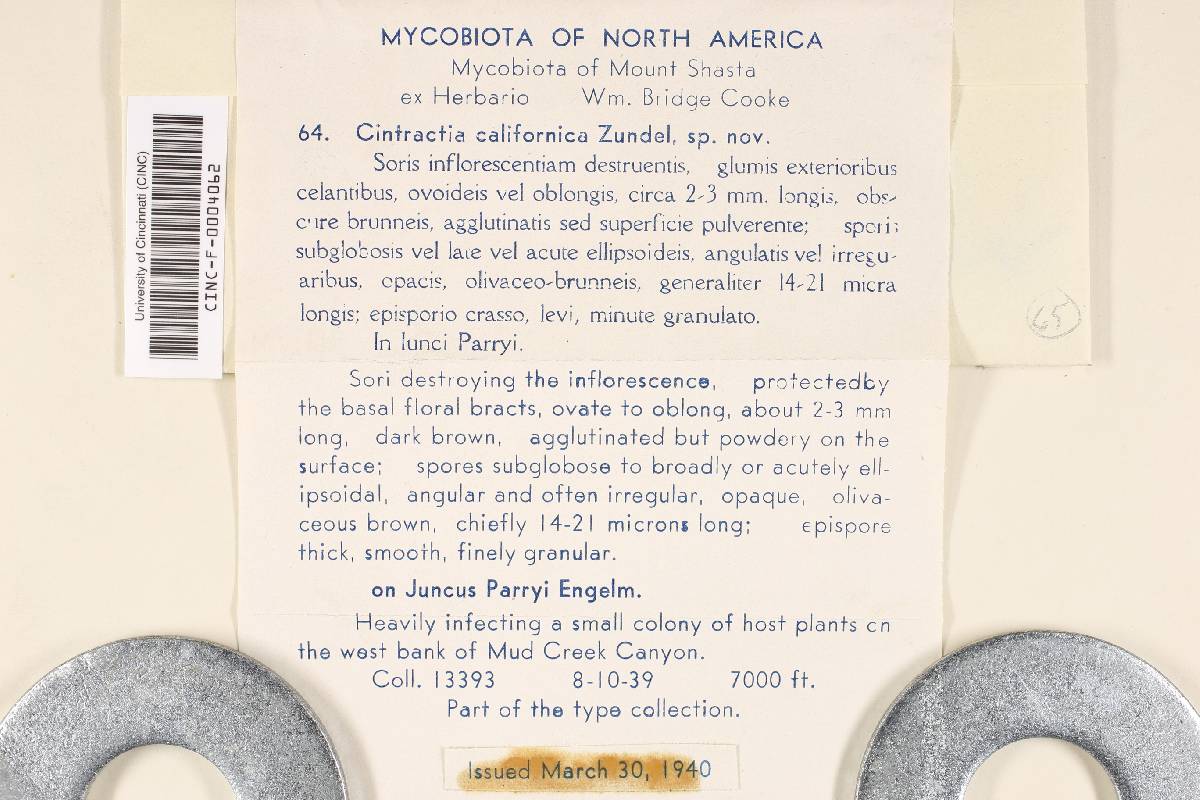 MYCOBIOTA OF NORTH AMERICA
Mycobiota of Mount Shasta
ex Herbario Wm. Bridge Cooke
64. Cintractia californica Zundel, sp. nov.
Soris inflorescentiam destruentis, glumis exterioribus
celantibus, ovoideis vel oblongis, circa 2-3 mm. longis, obs-
cure brunneis, agglutinatis sed superficie pulverente; sporis
subglobosis vel late vel acute ellipsoideis, angulatis vel irregu-
aribus, opacis, olivaceo-brunneis, generaliter 14-21 micra
longis; episporio crasso, levi, minute granulato.
In Iunci Parryi.
Sori destroying the inflorescence, protectedby
the basal floral bracts, ovate to oblong, about 2-3 mm
long, dark brown, agglutinated but powdery on the
surface; spores subglobose to broadly or acutely ell-
ipsoidal, angular and often irregular, opaque, oliva-
ceous brown, chiefly 14-21 microns long; epispore
thick, smooth, finely granular.
on Juncus Parryi Engelm.
Heavily infecting a small colony of host plants on
the west bank of Mud Creek Canyon.
Coll. 13393 8-10-39 7000 ft.
Part of the type collection.
Issued March 30, 1940
University of Cincinnati (CINC)
CINC-F-0004062
65